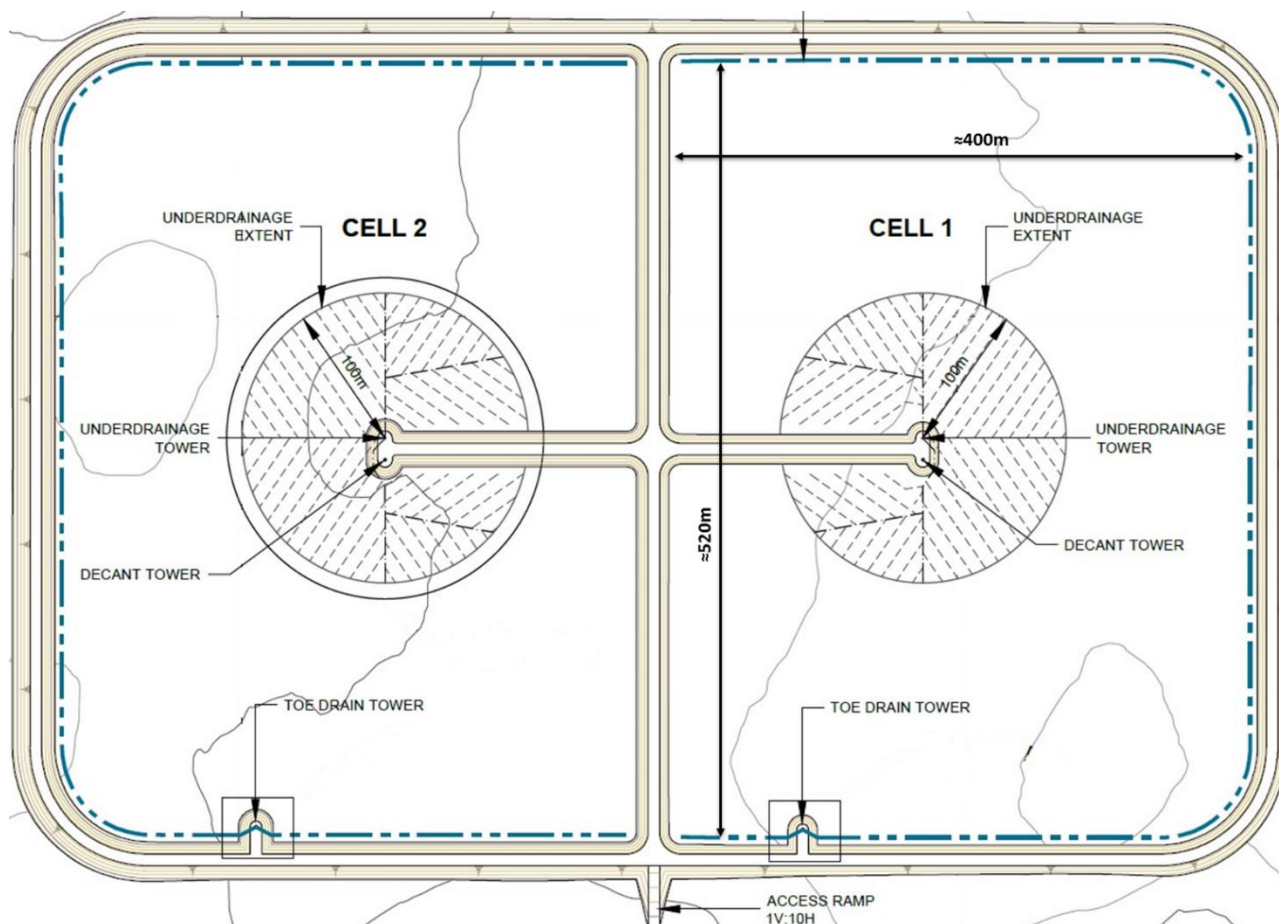 ≈400m
UNDERDRAINAGE
EXTENT
CELL 2
CELL 1
UNDERDRAINAGE
EXTENT
100m
100m
UNDERDRAINAGE
TOWER
UNDERDRAINAGE
TOWER
≈520m
DECANT TOWER
DECANT TOWER
TOE DRAIN TOWER
TOE DRAIN TOWER
ACCESS RAMP
1V:10H